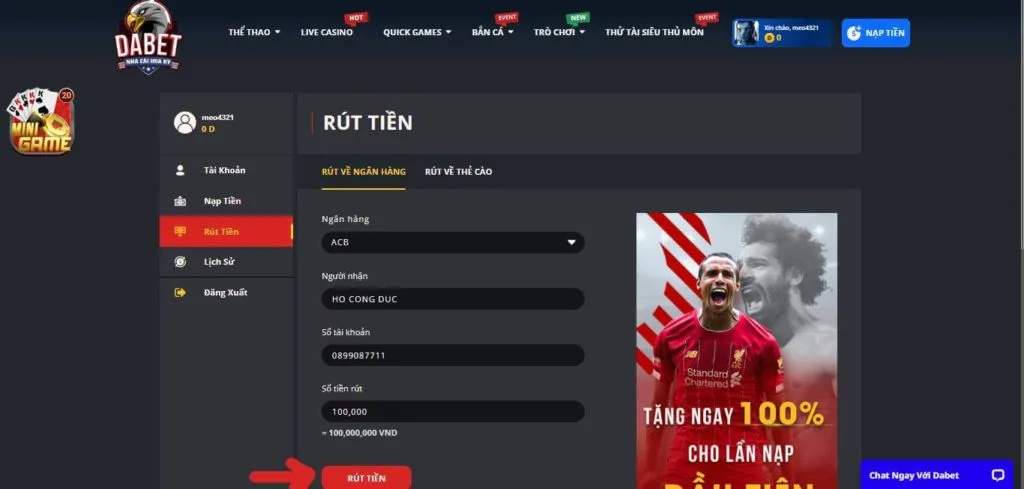 DABET
NHÀ CÁI HOA KỲ
THỂ THAO
LIVE CASINO
HOT
QUICK GAMES
BẮN CÁ
EVENT
TRÒ CHƠI
NEW
THỬ TÀI SIÊU THỦ MÔN
EVENT
Xin chào, meo4321
0
NẠP TIỀN
20
MINI
GAME
meo4321
0 D
Tài Khoản
Nạp Tiền
Rút Tiền
Lịch Sử
Đăng Xuất
RÚT TIỀN
RÚT VỀ NGÂN HÀNG
RÚT VỀ THẺ CÀO
Ngân hàng
ACB
Người nhận
HO CONG DUC
Số tài khoản
0899087711
Số tiền rút
100,000
= 100,000,000 VND
RÚT TIỀN
Standard
Chartered
TẶNG NGAY 100%
CHO LẦN NẠP
ĐẦU TIÊN
Chat Ngay Với Dabet